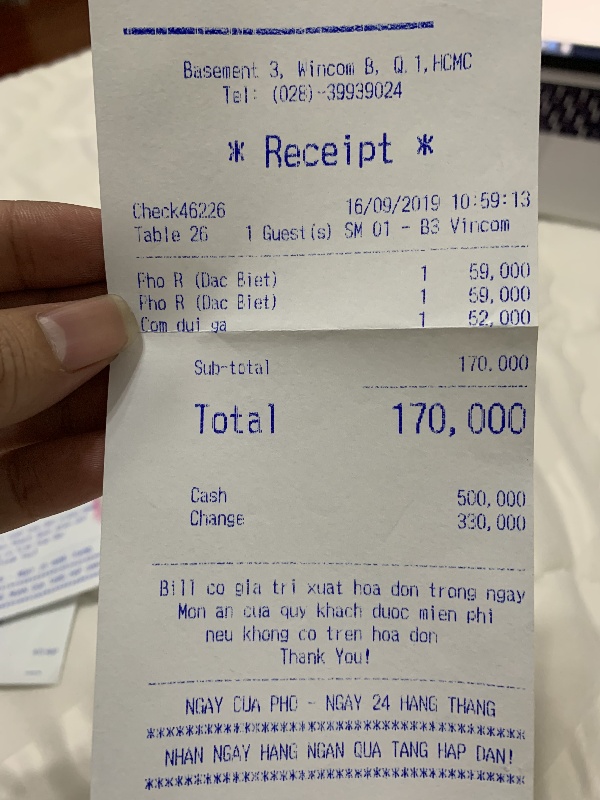 Basement 3, Vincom B, Q.1, HCMC
Tel: (028)-39939024
* Receipt *
Check46226 16/09/2019 10:59:13
Table 26 1 Guest(s) SM 01 - B3 Vincom
Pho R (Dac Biet) 1 59,000
Pho R (Dac Biet) 1 59,000
Com dui ga 1 52,000
Sub-total 170.000
Total 170,000
Cash 500,000
Change 330,000
Bill co gia tri xuat hoa don trong ngay
Mon an cua quy khach duoc mien phi
neu khong co tren hoa don
Thank You!
NGAY CUA PHO - NGAY 24 HANG THANG
**************************************
NHAN NGAY HANG NGAN QUA TANG HAP DAN!
**************************************